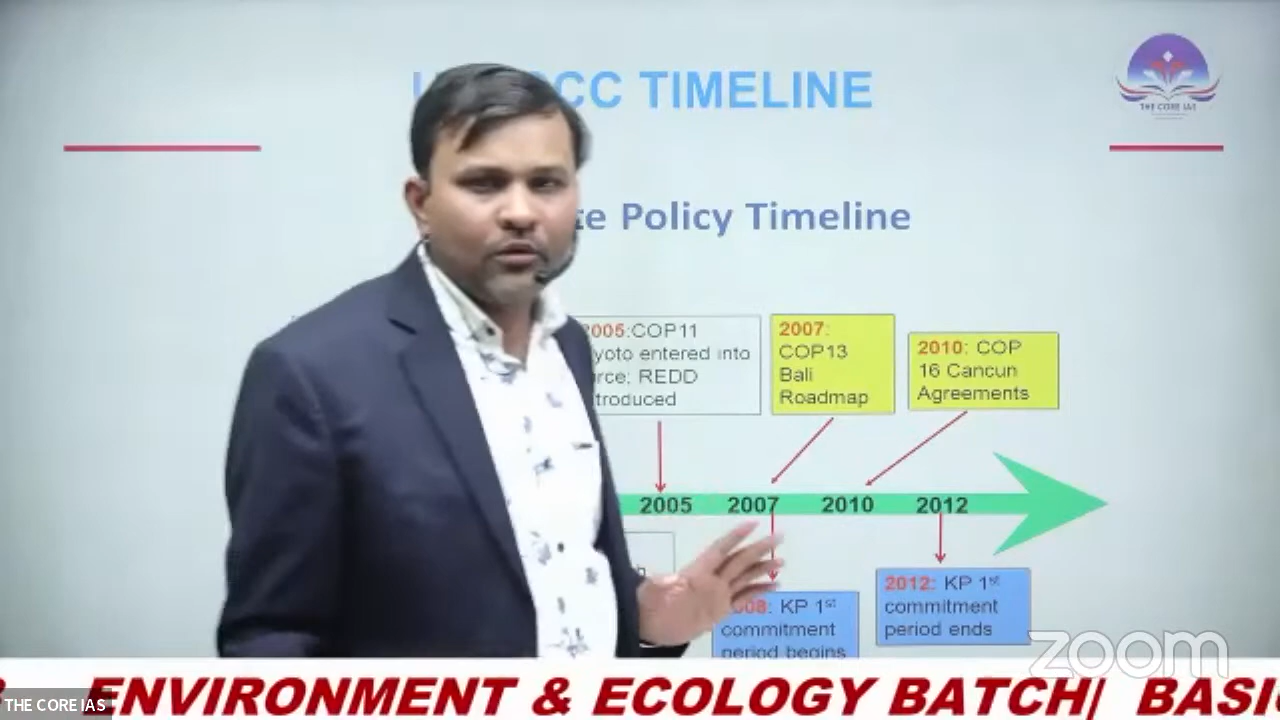 CC TIMELINE
THE CORE IAS
te Policy Timeline
2005:COP11
yoto entered into
rce; REDD
troduced
2007:
COP13
Bali
Roadmap
2010: COP
16 Cancun
Agreements
2005 2007 2010 2012
08: KP 1st
commitment
period begins
2012: KP 1st
commitment
period ends
zoom
ENVIRONMENT & ECOLOGY BATCH| BASI
THE CORE IAS